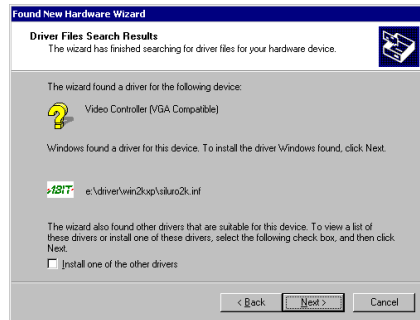 Found New Hardware Wizard
Driver Files Search Results
The wizard has finished searching for driver files for your hardware device.
The wizard found a driver for the following device:
Video Controller (VGA Compatible)
Windows found a driver for this device. To install the driver Windows found, click Next.
ABIT
e:\driver\win2kxp\siluro2k.inf
The wizard also found other drivers that are suitable for this device. To view a list of
these drivers or install one of these drivers, select the following check box, and then click
Next.
Install one of the other drivers
< Back
Next >
Cancel